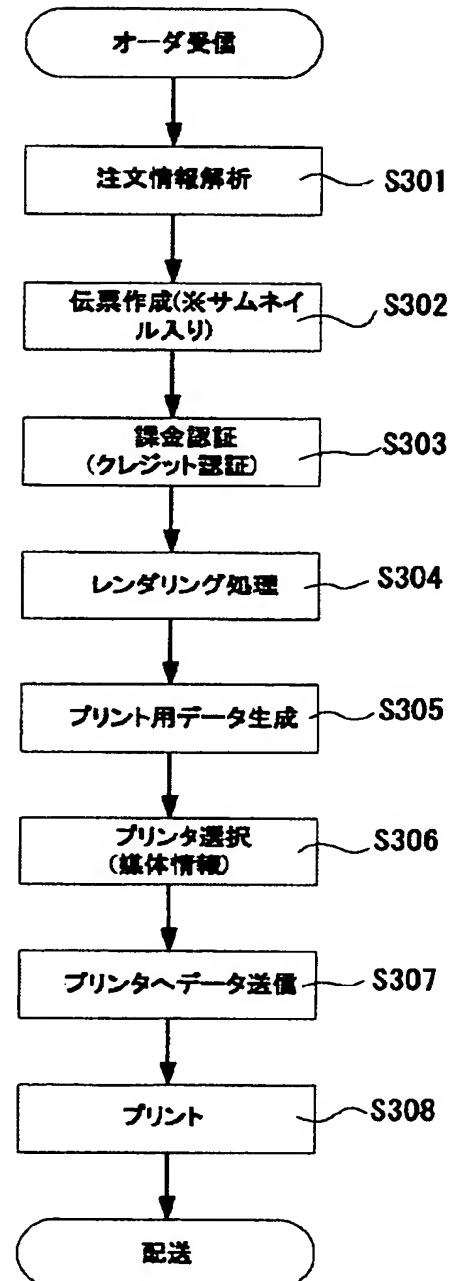 オーダ受信
注文情報解析
S301
伝票作成(※サムネイ
ル入り)
S302
課金認証
(クレジット認証)
S303
レンダリング処理
S304
プリント用データ生成
S305
プリンタ選択
(媒体情報)
S306
プリンタへデータ送信
S307
プリント
S308
配送